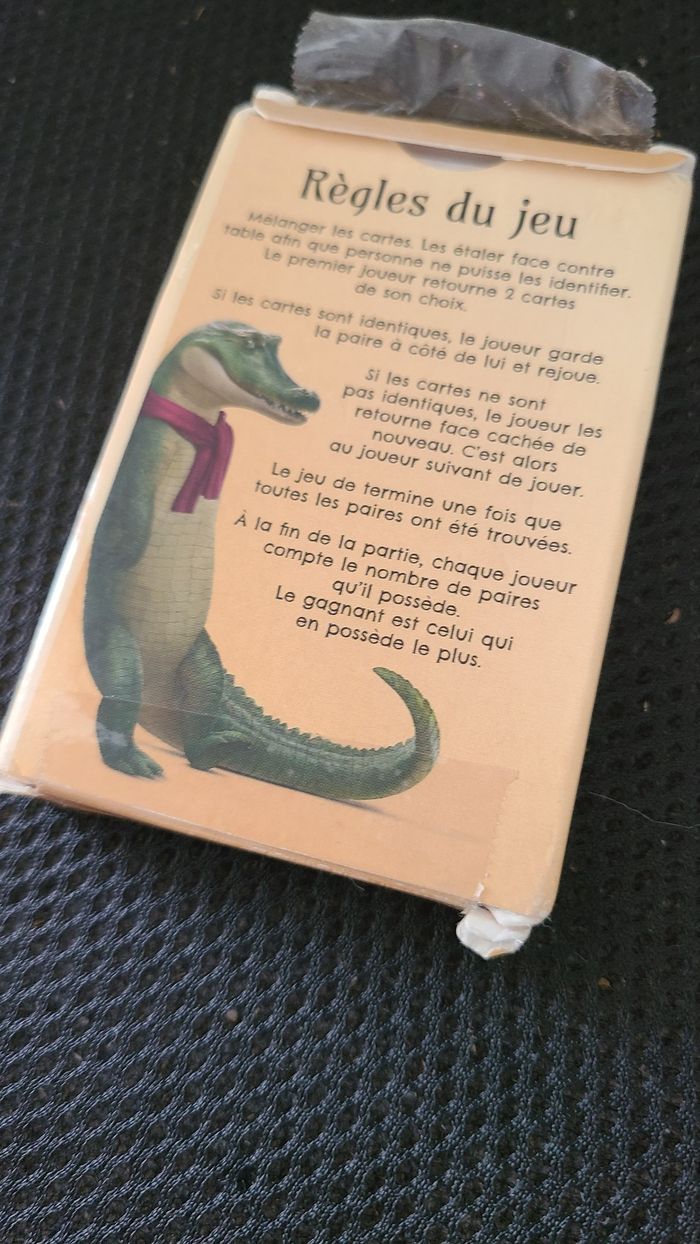 Règles du jeu
Mélanger les cartes. Les étaler face contre
table afin que personne ne puisse les identifier.
Le premier joueur retourne 2 cartes
de son choix.
Si les cartes sont identiques, le joueur garde
la paire à côté de lui et rejoue.
Si les cartes ne sont
pas identiques, le joueur les
retourne face cachée de
nouveau. C'est alors
au joueur suivant de jouer.
Le jeu de termine une fois que
toutes les paires ont été trouvées.
À la fin de la partie, chaque joueur
compte le nombre de paires
qu'il possède.
Le gagnant est celui qui
en possède le plus.